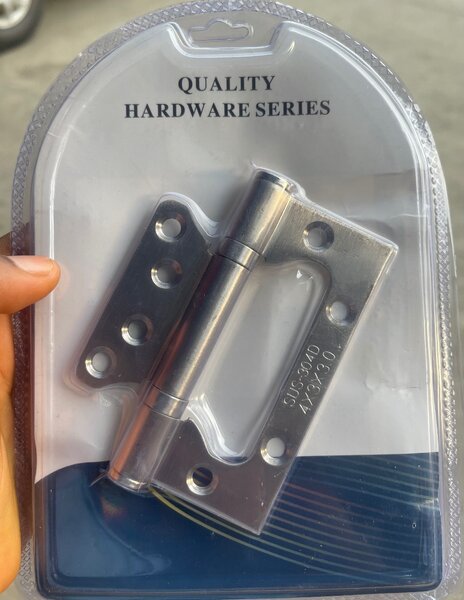 QUALITY
HARDWARE SERIES
SUS-304D
4X3X3.0